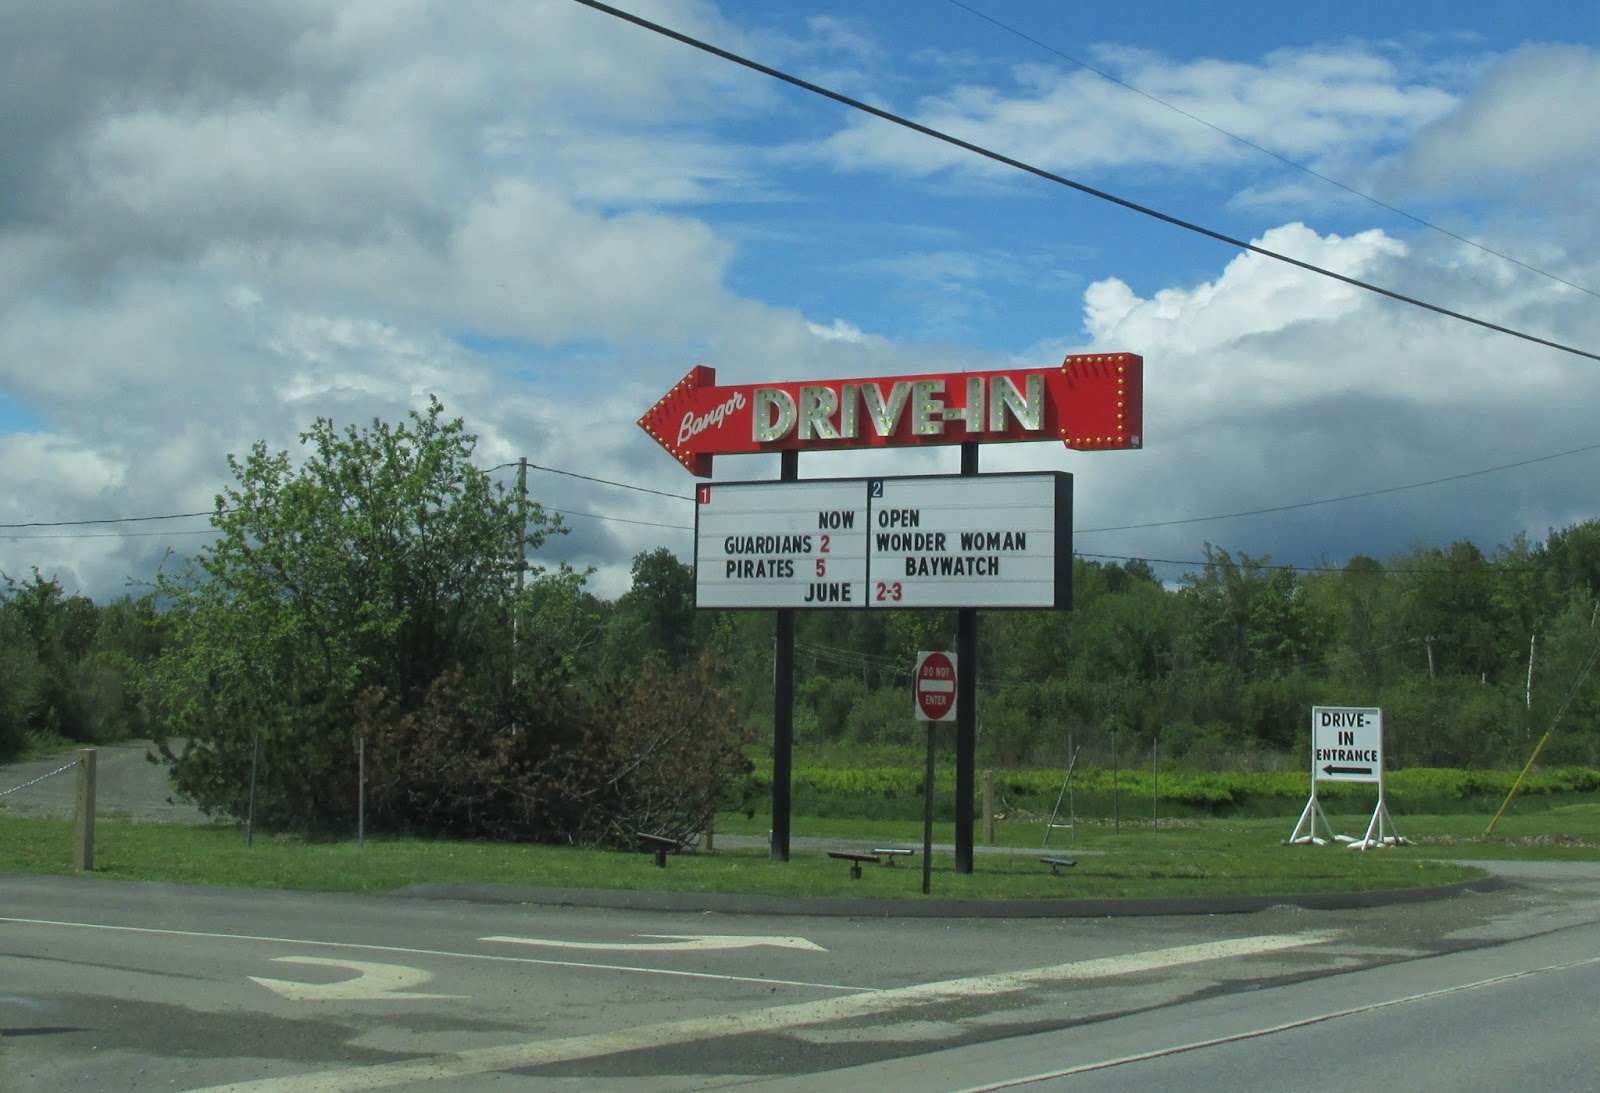 Bangor DRIVE-IN
1
NOW
GUARDIANS 2
PIRATES 5
JUNE
2
OPEN
WONDER WOMAN
BAYWATCH
2-3
DO NOT
ENTER
DRIVE-
IN
ENTRANCE